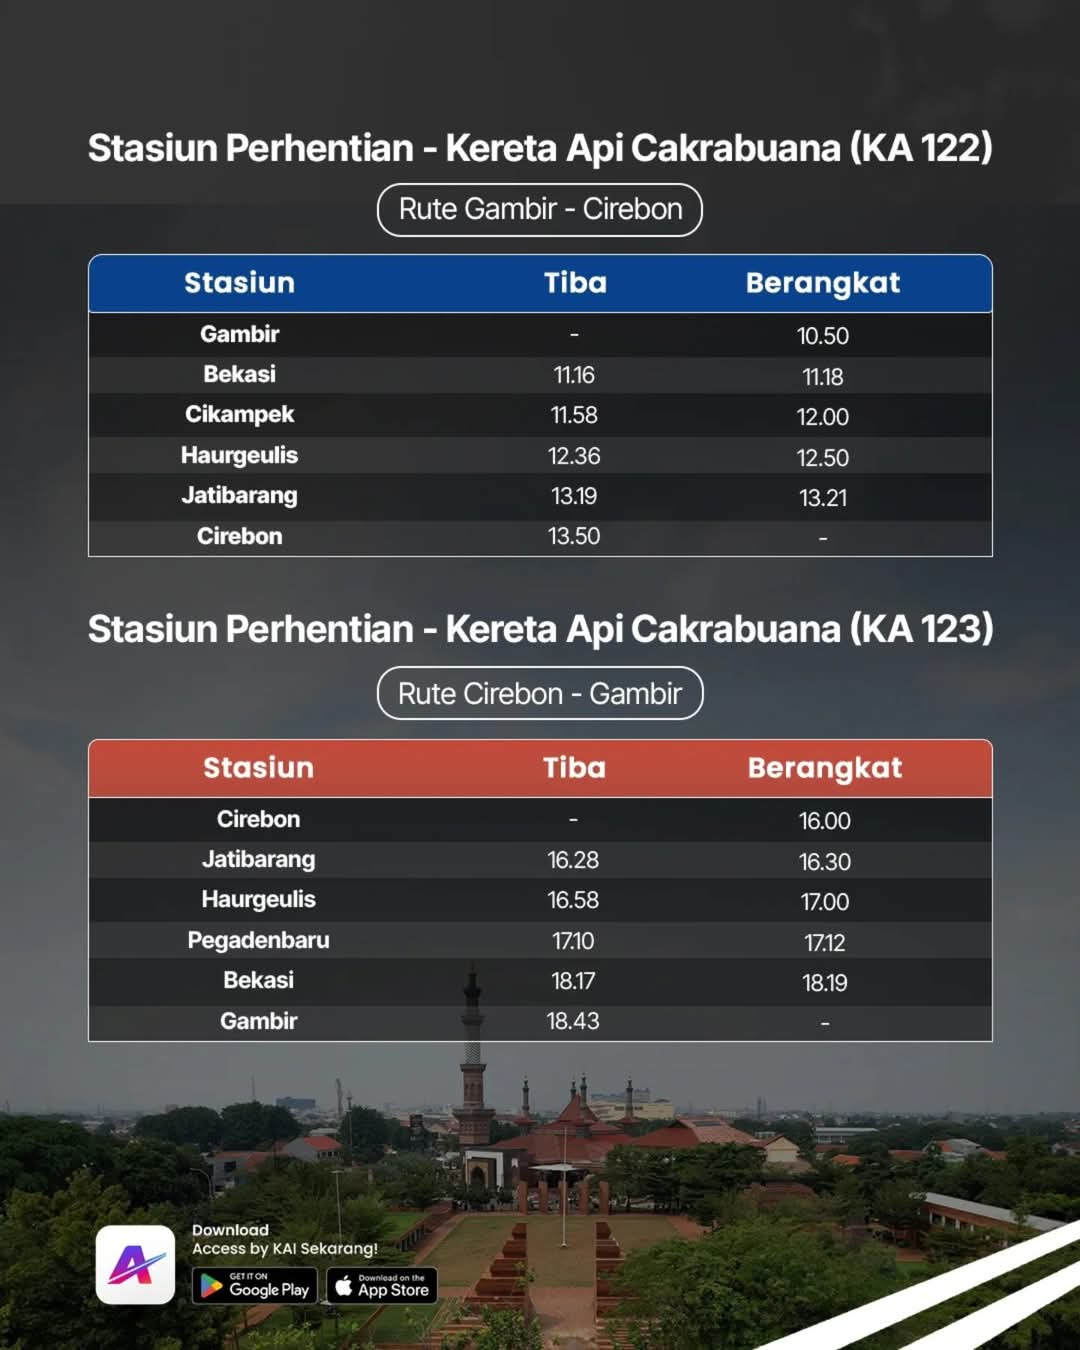 Stasiun Perhentian - Kereta Api Cakrabuana (KA 122)
Rute Gambir - Cirebon
Stasiun Tiba Berangkat
Gambir - 10.50
Bekasi 11.16 11.18
Cikampek 11.58 12.00
Haurgeulis 12.36 12.50
Jatibarang 13.19 13.21
Cirebon 13.50 -
Stasiun Perhentian - Kereta Api Cakrabuana (KA 123)
Rute Cirebon - Gambir
Stasiun Tiba Berangkat
Cirebon - 16.00
Jatibarang 16.28 16.30
Haurgeulis 16.58 17.00
Pegadenbaru 17.10 17.12
Bekasi 18.17 18.19
Gambir 18.43 -
Download
Access by KAI Sekarang!
GET IT ON
Google Play
Download on the
App Store